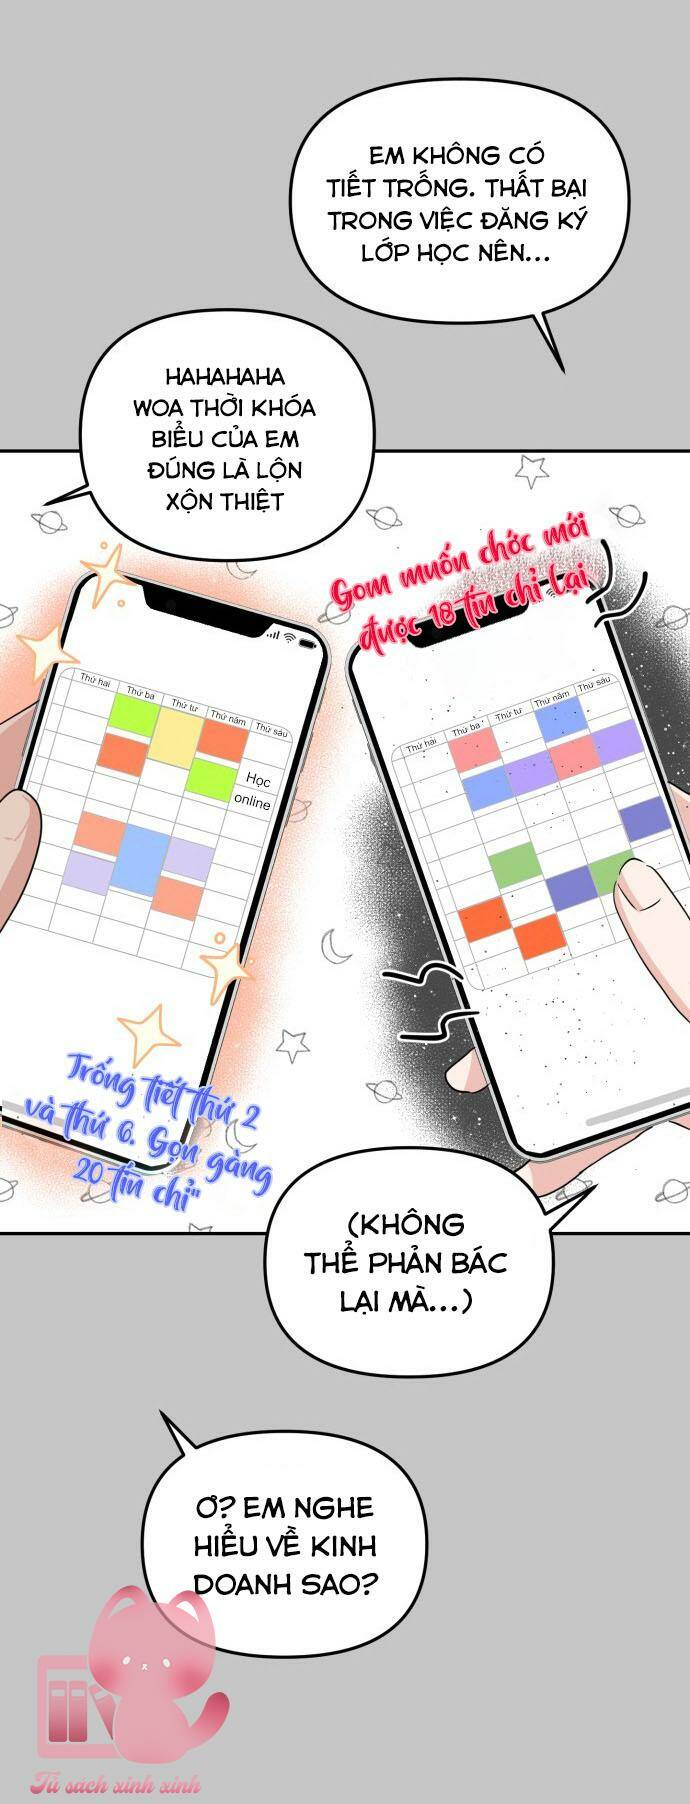 EM KHÔNG CÓ
TIẾT TRỐNG. THẤT BẠI
TRONG VIỆC ĐĂNG KÝ
LỚP HỌC NÊN...
HAHAHAHA
WOA THỜI KHÓA
BIỂU CỦA EM
ĐÚNG LÀ LỘN
XỘN THIỆT
Gom muốn chớc mới
được 18 tín chỉ lại
Thứ hai Thứ ba Thứ tư Thứ năm Thứ sáu
Học
online
Thứ hai Thứ ba Thứ tư Thứ năm Thứ sáu
Trống tiết thứ 2
và thứ 6. Gọn gàng
20 tín chỉ"
(KHÔNG
THỂ PHẢN BÁC
LẠI MÀ...)
Ơ? EM NGHE
HIỂU VỀ KINH
DOANH SAO?
Tủ sách xinh xinh